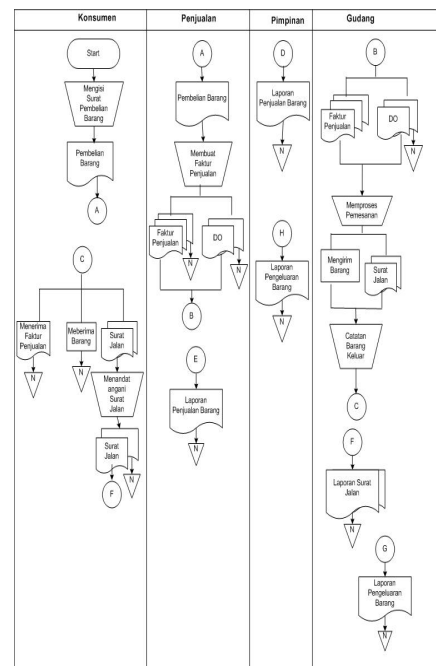 Konsumen
Penjualan
Pimpinan
Gudang
Start
Mengisi
Surat
Pembelian
Barang
Pembelian
Barang
A
C
Menerima
Faktur
Penjualan
N
Meberima
Barang
N
Surat
Jalan
Menandat
angani
Surat
Jalan
Surat
Jalan
N
F
A
Pembelian Barang
Membuat
Faktur
Penjualan
Faktur
Penjualan
N
DO
N
B
E
Laporan
Penjualan Barang
N
D
Laporan
Penjualan Barang
N
H
Laporan
Pengeluaran
Barang
N
B
Faktur
Penjualan
DO
N
Memproses
Pemesanan
Mengirim
Barang
Surat
Jalan
Catatan
Barang
Keluar
C
F
Laporan Surat
Jalan
N
G
Laporan
Pengeluaran
Barang
N